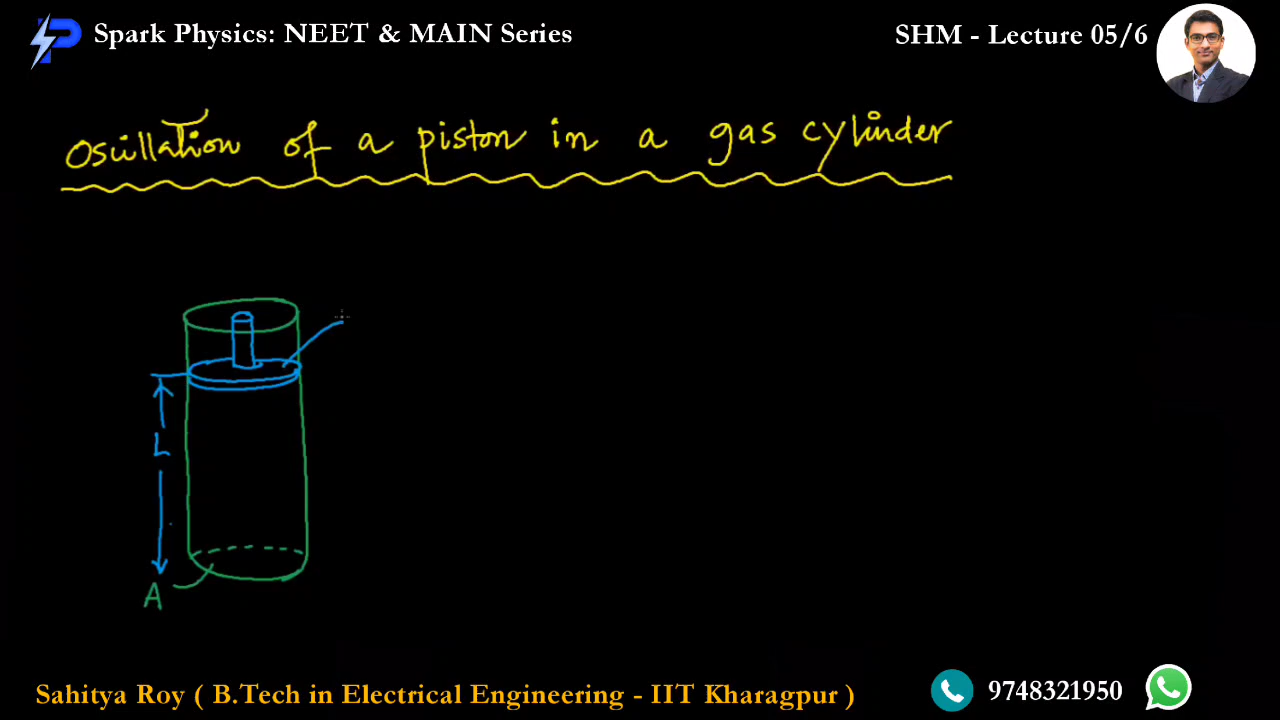 Spark Physics: NEET & MAIN Series
SHM - Lecture 05/6
Oscillation of a piston in a gas cylinder
L
A
Sahitya Roy ( B.Tech in Electrical Engineering - IIT Kharagpur )
9748321950